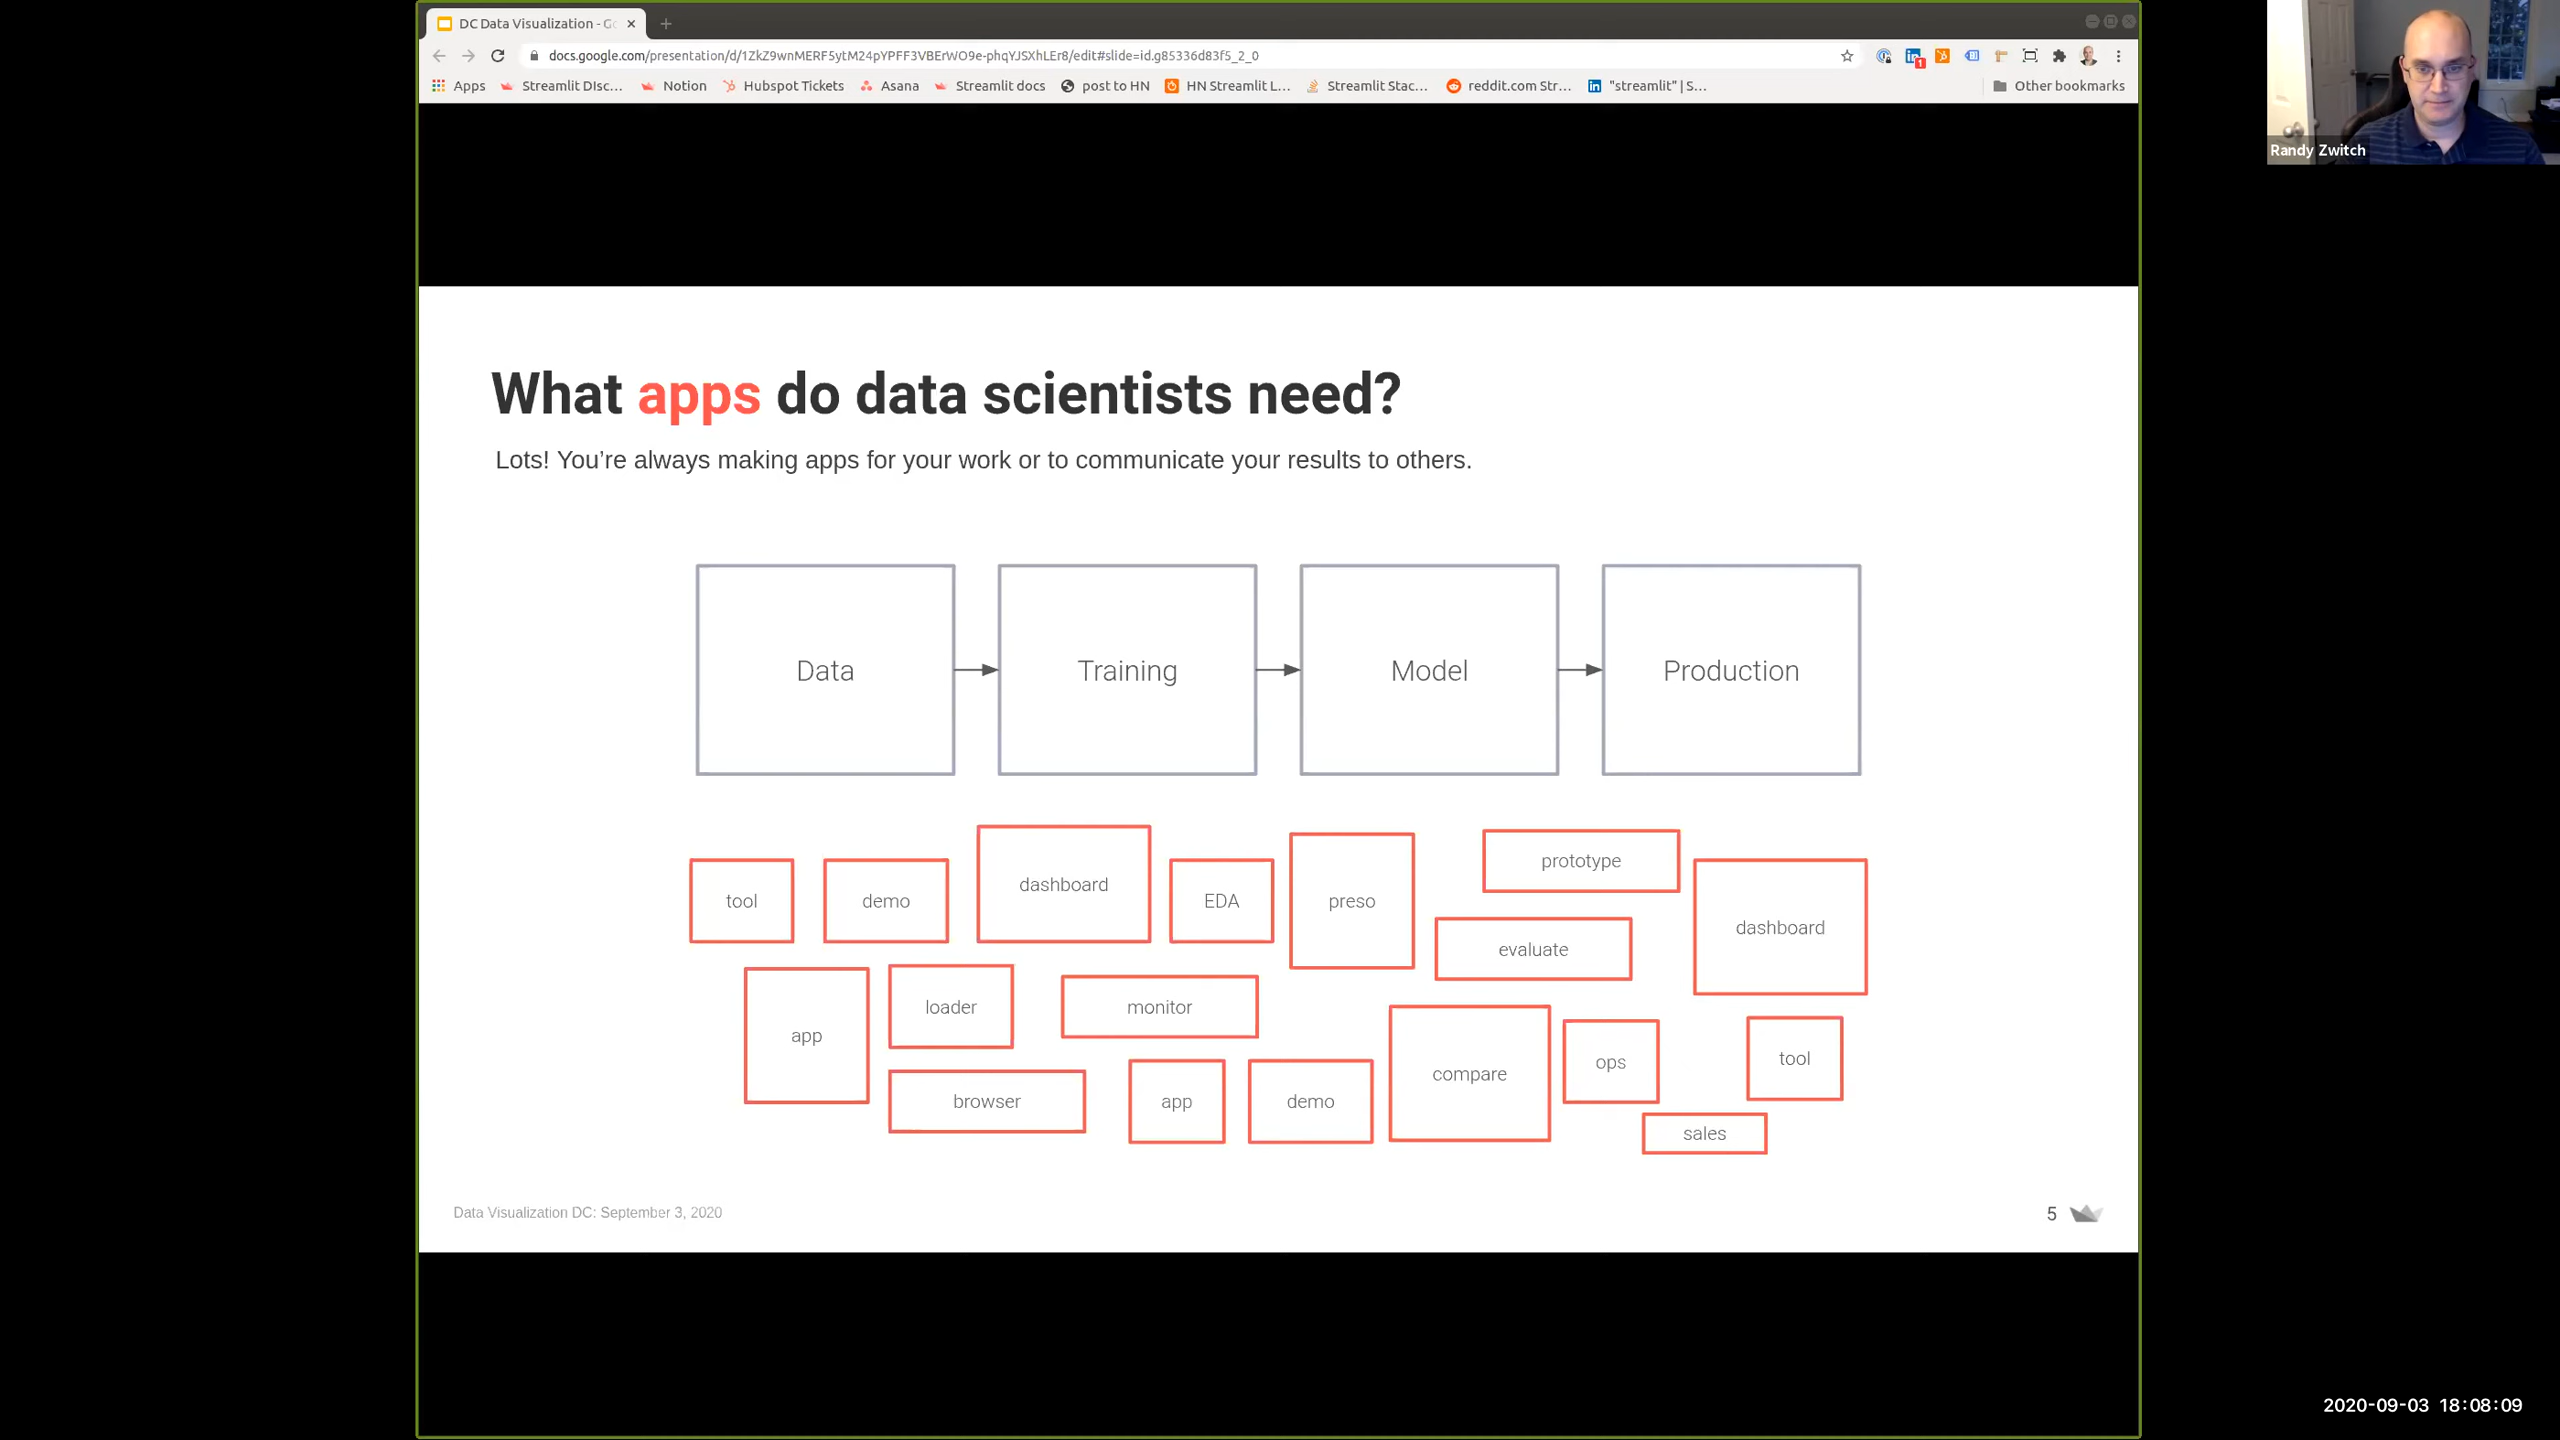 DC Data Visualization - Go
docs.google.com/presentation/d/1ZkZ9wnMERF5ytM24pYPFF3VBErWO9e-phqYJSXhLEr8/edit#slide=id.g85336d83f5_2_0
1
Apps Streamlit DIsc... Notion Hubspot Tickets Asana Streamlit docs post to HN HN Streamlit L... Streamlit Stac... reddit.com Str... "streamlit" | S... Other bookmarks
Randy Zwitch
What apps do data scientists need?
Lots! You're always making apps for your work or to communicate your results to others.
Data Training Model Production
prototype
dashboard
tool demo EDA preso
dashboard
evaluate
loader monitor
app
ops tool
compare
browser app demo
sales
Data Visualization DC: September 3, 2020
5
2020-09-03 18:08:09